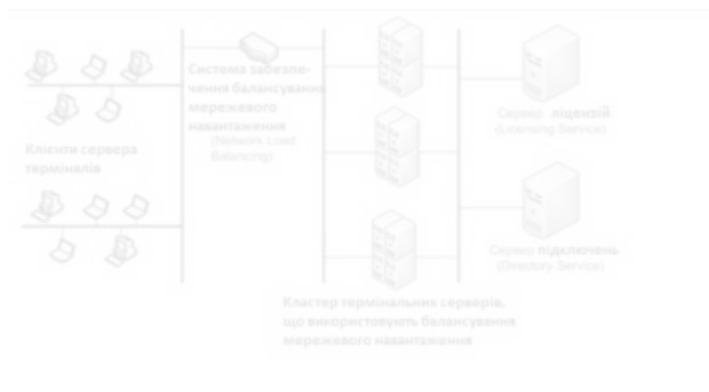 Система забезпе-
чення балансування
мережевого
навантаження
(Network Load
Balancing)
Клієнти сервера
терміналів
Сервер ліцензій
(Licensing Service)
Сервер підключень
(Directory Service)
Кластер термінальних серверів,
що використовують балансування
мережевого навантаження